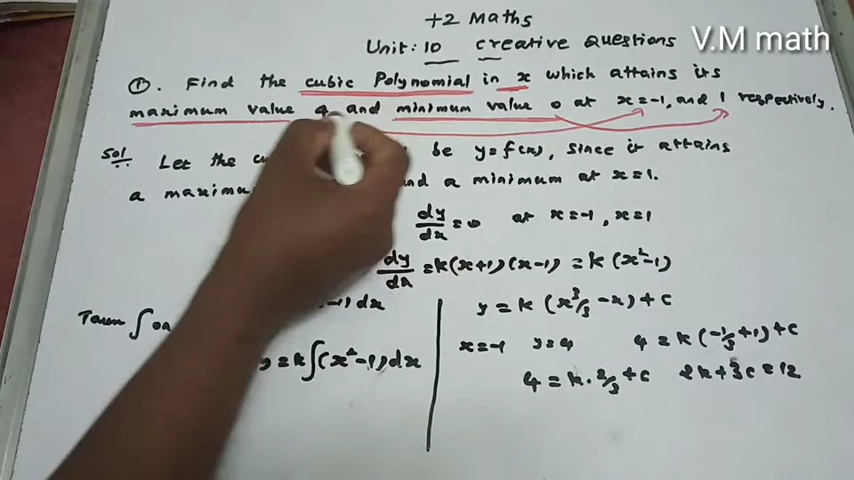 +2 Maths
Unit: 10 creative Questions
V.M math
①. Find the cubic Polynomial in x which attains its
maximum value 4 and minimum value 0 at x=-1, and 1 respectively.
Sol: Let the be y=f(x), since it attains
a and a minimum at x=1.
dy/dx = 0 at x=-1, x=1
dy/dx = k(x+1)(x-1) = k(x²-1)
-1) dx
y = k(x³/3 - x) + c
x=-1 y=4 4 = k(-1/3+1)+c
y = k∫(x²-1)dx
4 = k. 2/3 + c 2k+3c=12